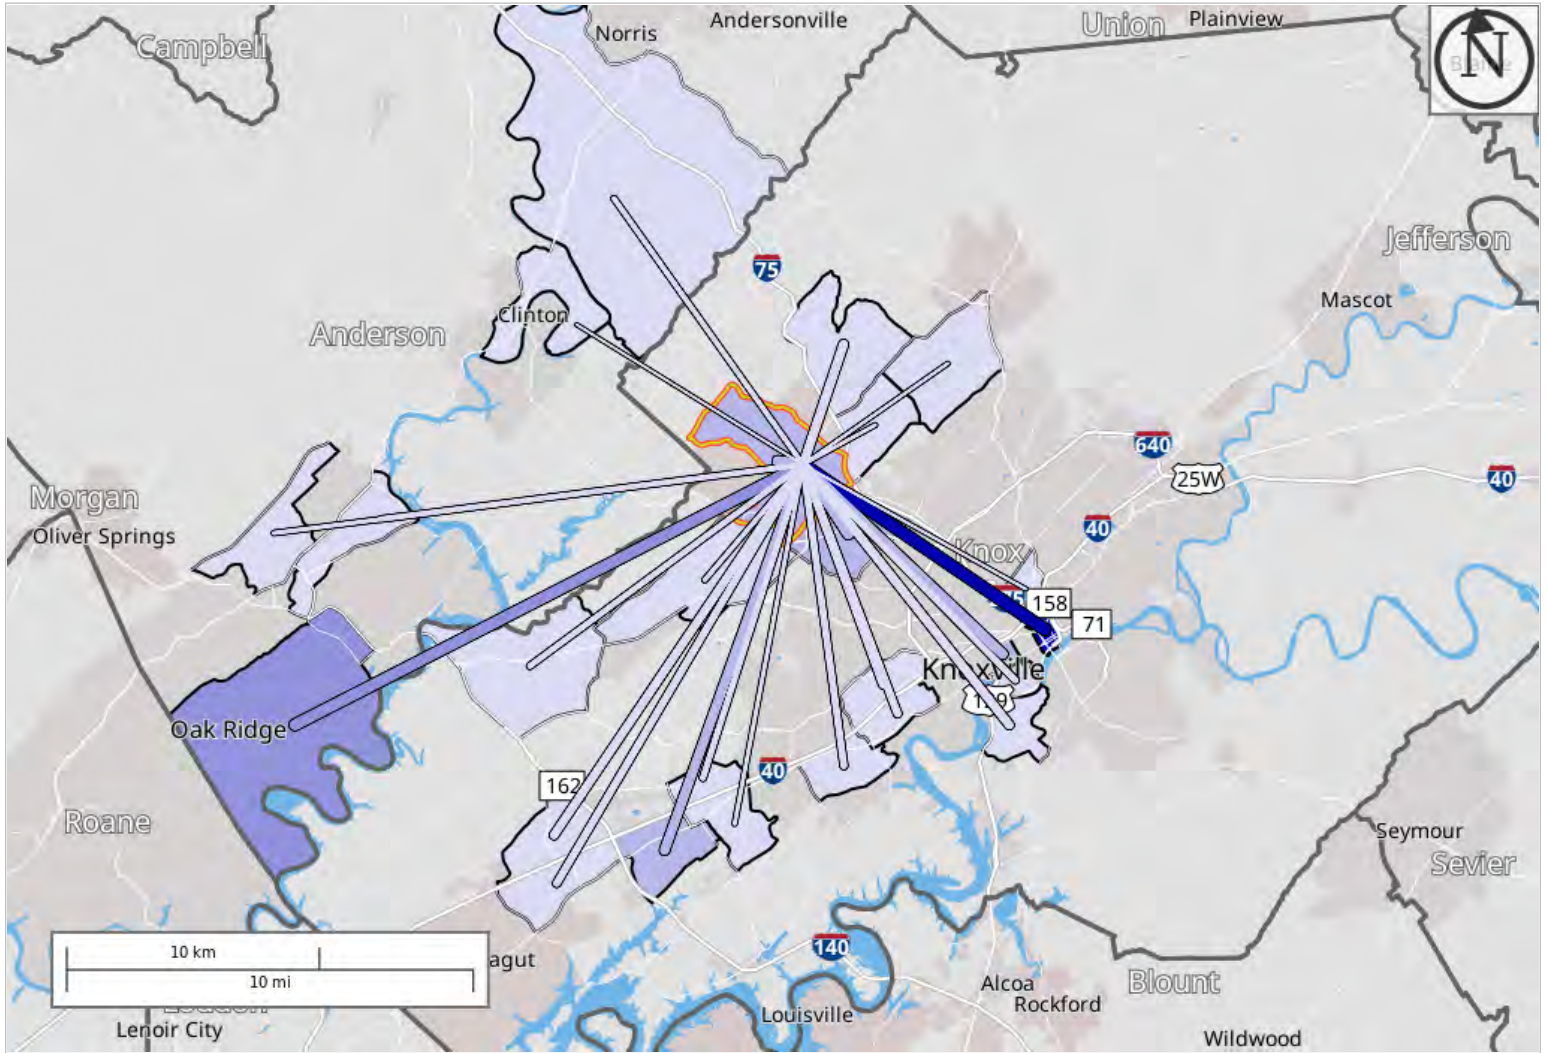 Norris
Andersonville
Union
Plainview
Campbell
N
75
Jefferson
Mascot
Clinton
Anderson
640
25W
40
Morgan
Oliver Springs
40
Knox
158
71
Knoxville
Oak Ridge
40
162
Roane
Seymour
Sevier
140
agut
10 km
10 mi
Alcoa
Rockford
Blount
Louisville
Lenoir City
Wildwood